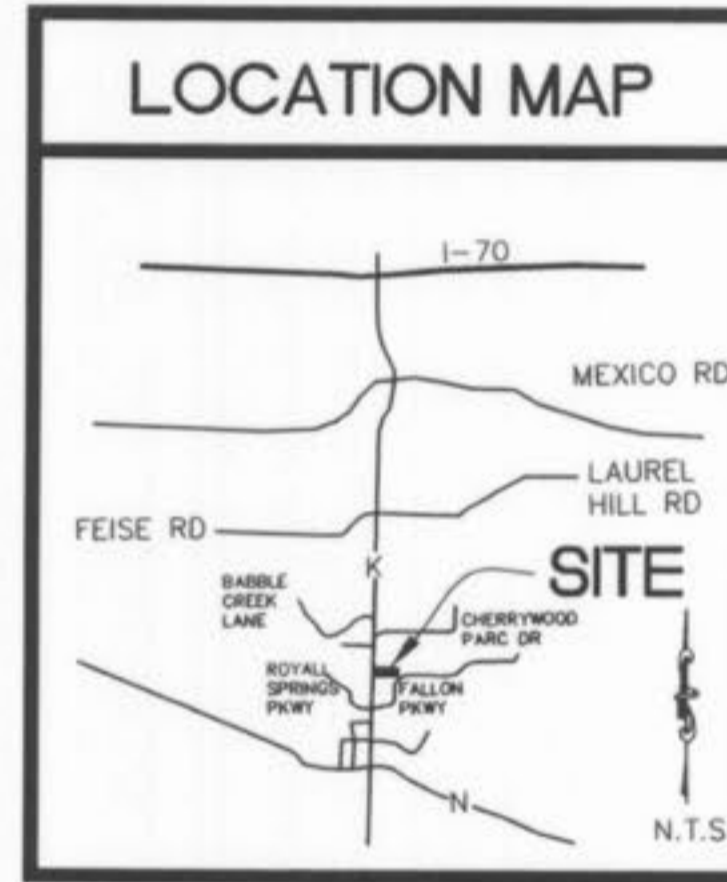 LOCATION MAP
I-70
MEXICO RD
LAUREL
HILL RD
FEISE RD
K
SITE
BABBLE
CREEK
LANE
CHERRYWOOD
PARC DR
ROYALL
SPRINGS
PKWY
FALLON
PKWY
N
N.T.S